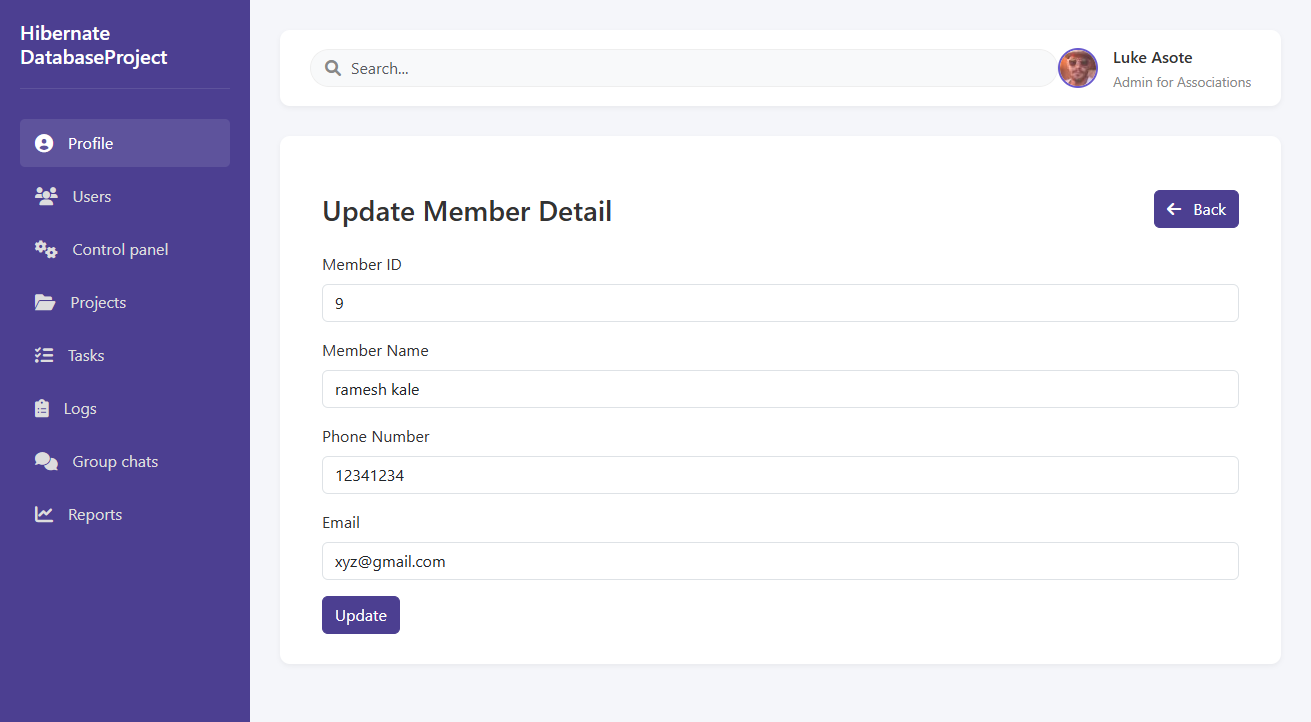 Hibernate
DatabaseProject
Profile
Users
Control panel
Projects
Tasks
Logs
Group chats
Reports
Search...
Luke Asote
Admin for Associations
Update Member Detail
Back
Member ID
9
Member Name
ramesh kale
Phone Number
12341234
Email
xyz@gmail.com
Update